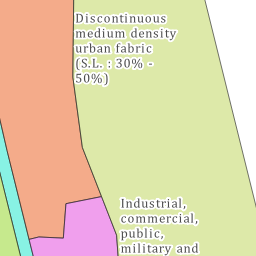 Discontinuous
medium density
urban fabric
(S.L. : 30% -
50%)
Industrial,
commercial,
public,
military and